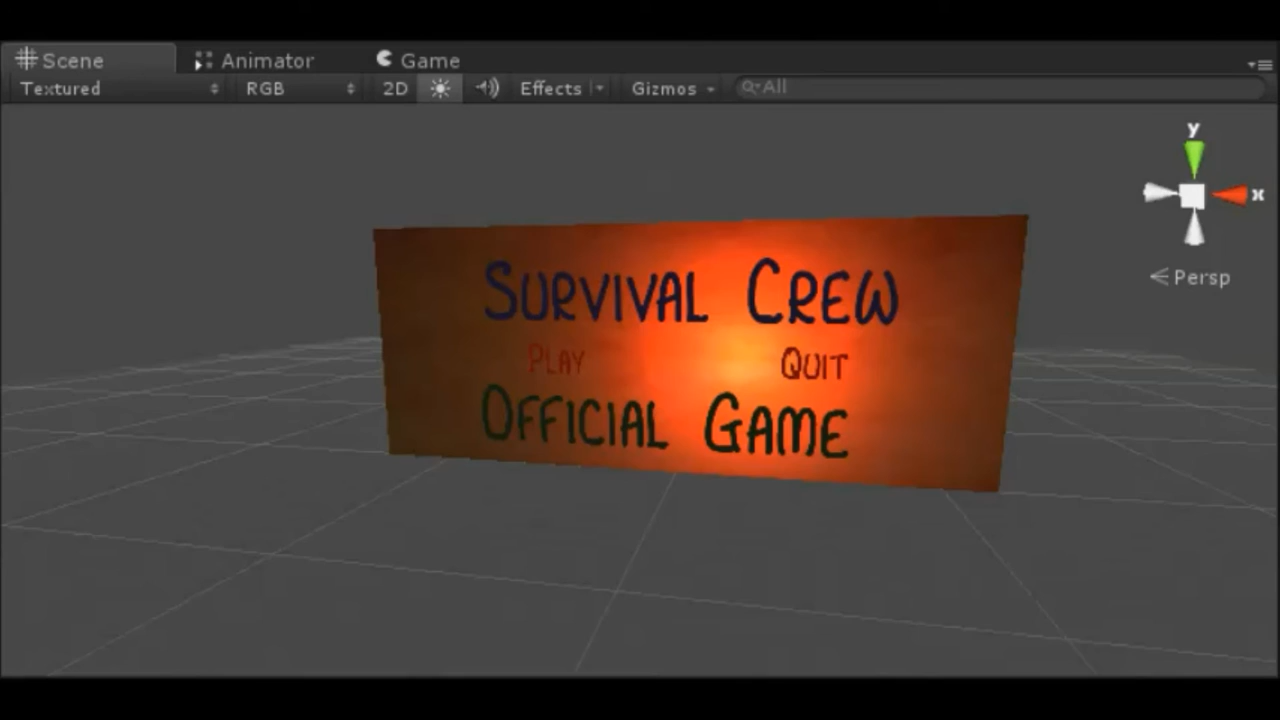 Scene Animator Game
Textured RGB 2D Effects Gizmos All
y
x
Persp
SURVIVAL CREW
PLAY QUIT
OFFICIAL GAME